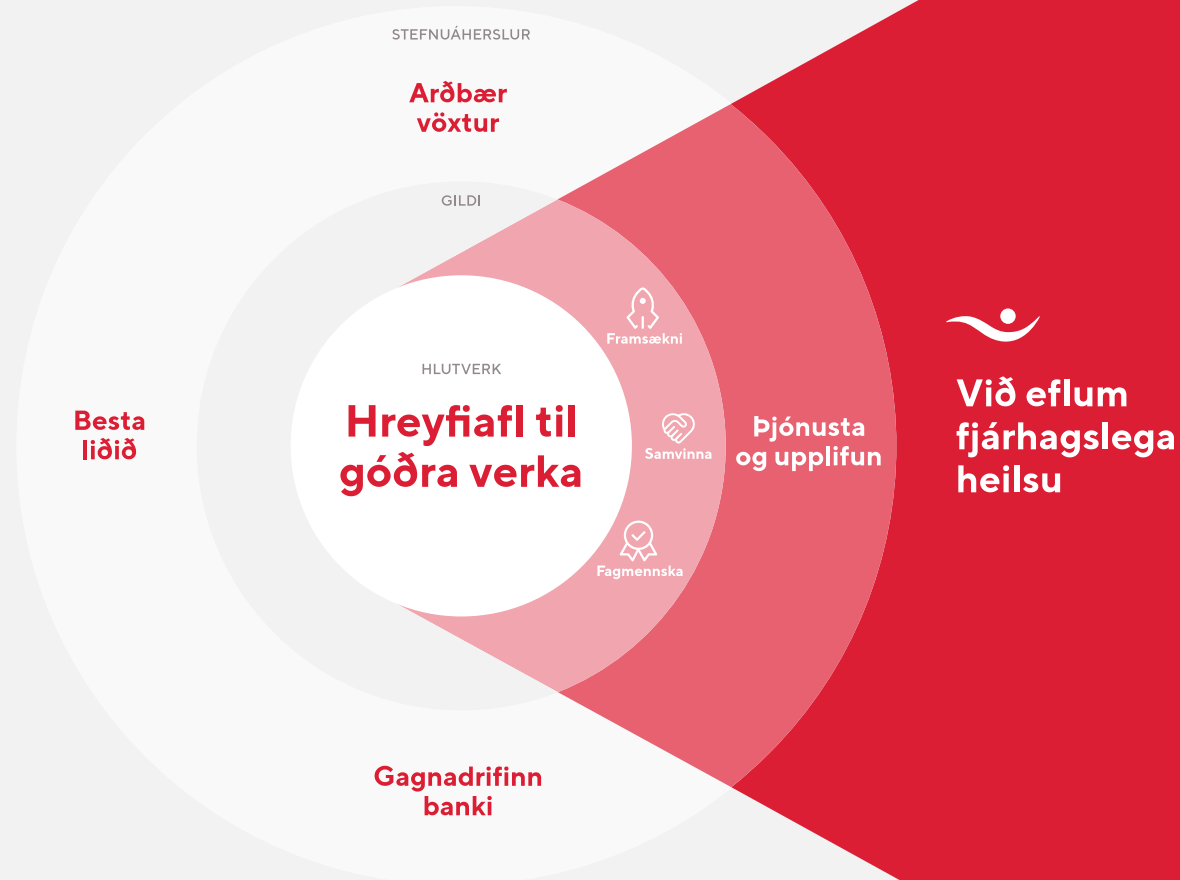 STEFNUÁHERSLUR
Arðbær
vöxtur
GILDI
Framsækni
HLUTVERK
Hreyfiafl til
góðra verka
Besta
liðið
Samvinna
Þjónusta
og upplifun
Við eflum
fjárhagslega
heilsu
Fagmennska
Gagnadrifinn
banki